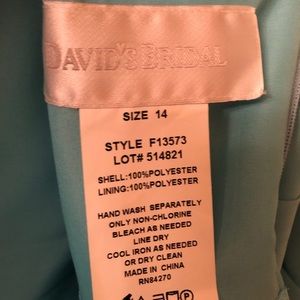 DAVID'S BRIDAL
SIZE 14
STYLE F13573
LOT# 514821
SHELL:100%POLYESTER
LINING:100%POLYESTER
HAND WASH SEPARATELY
ONLY NON-CHLORINE
BLEACH AS NEEDED
LINE DRY
COOL IRON AS NEEDED
OR DRY CLEAN
MADE IN CHINA
RN84270